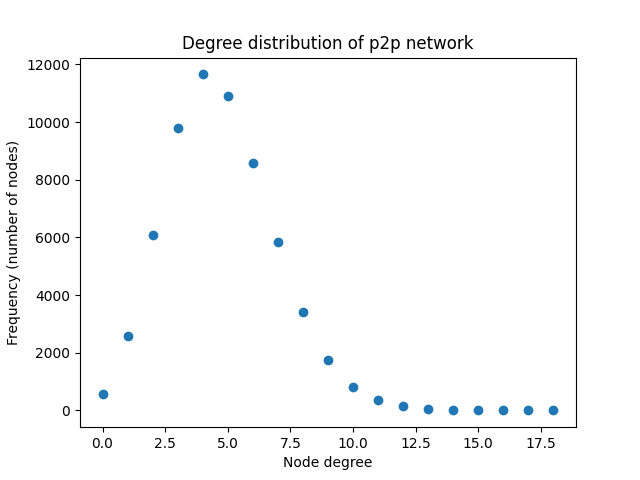 Degree distribution of p2p network
Frequency (number of nodes)
12000
10000
8000
6000
4000
2000
0
0.0 2.5 5.0 7.5 10.0 12.5 15.0 17.5
Node degree